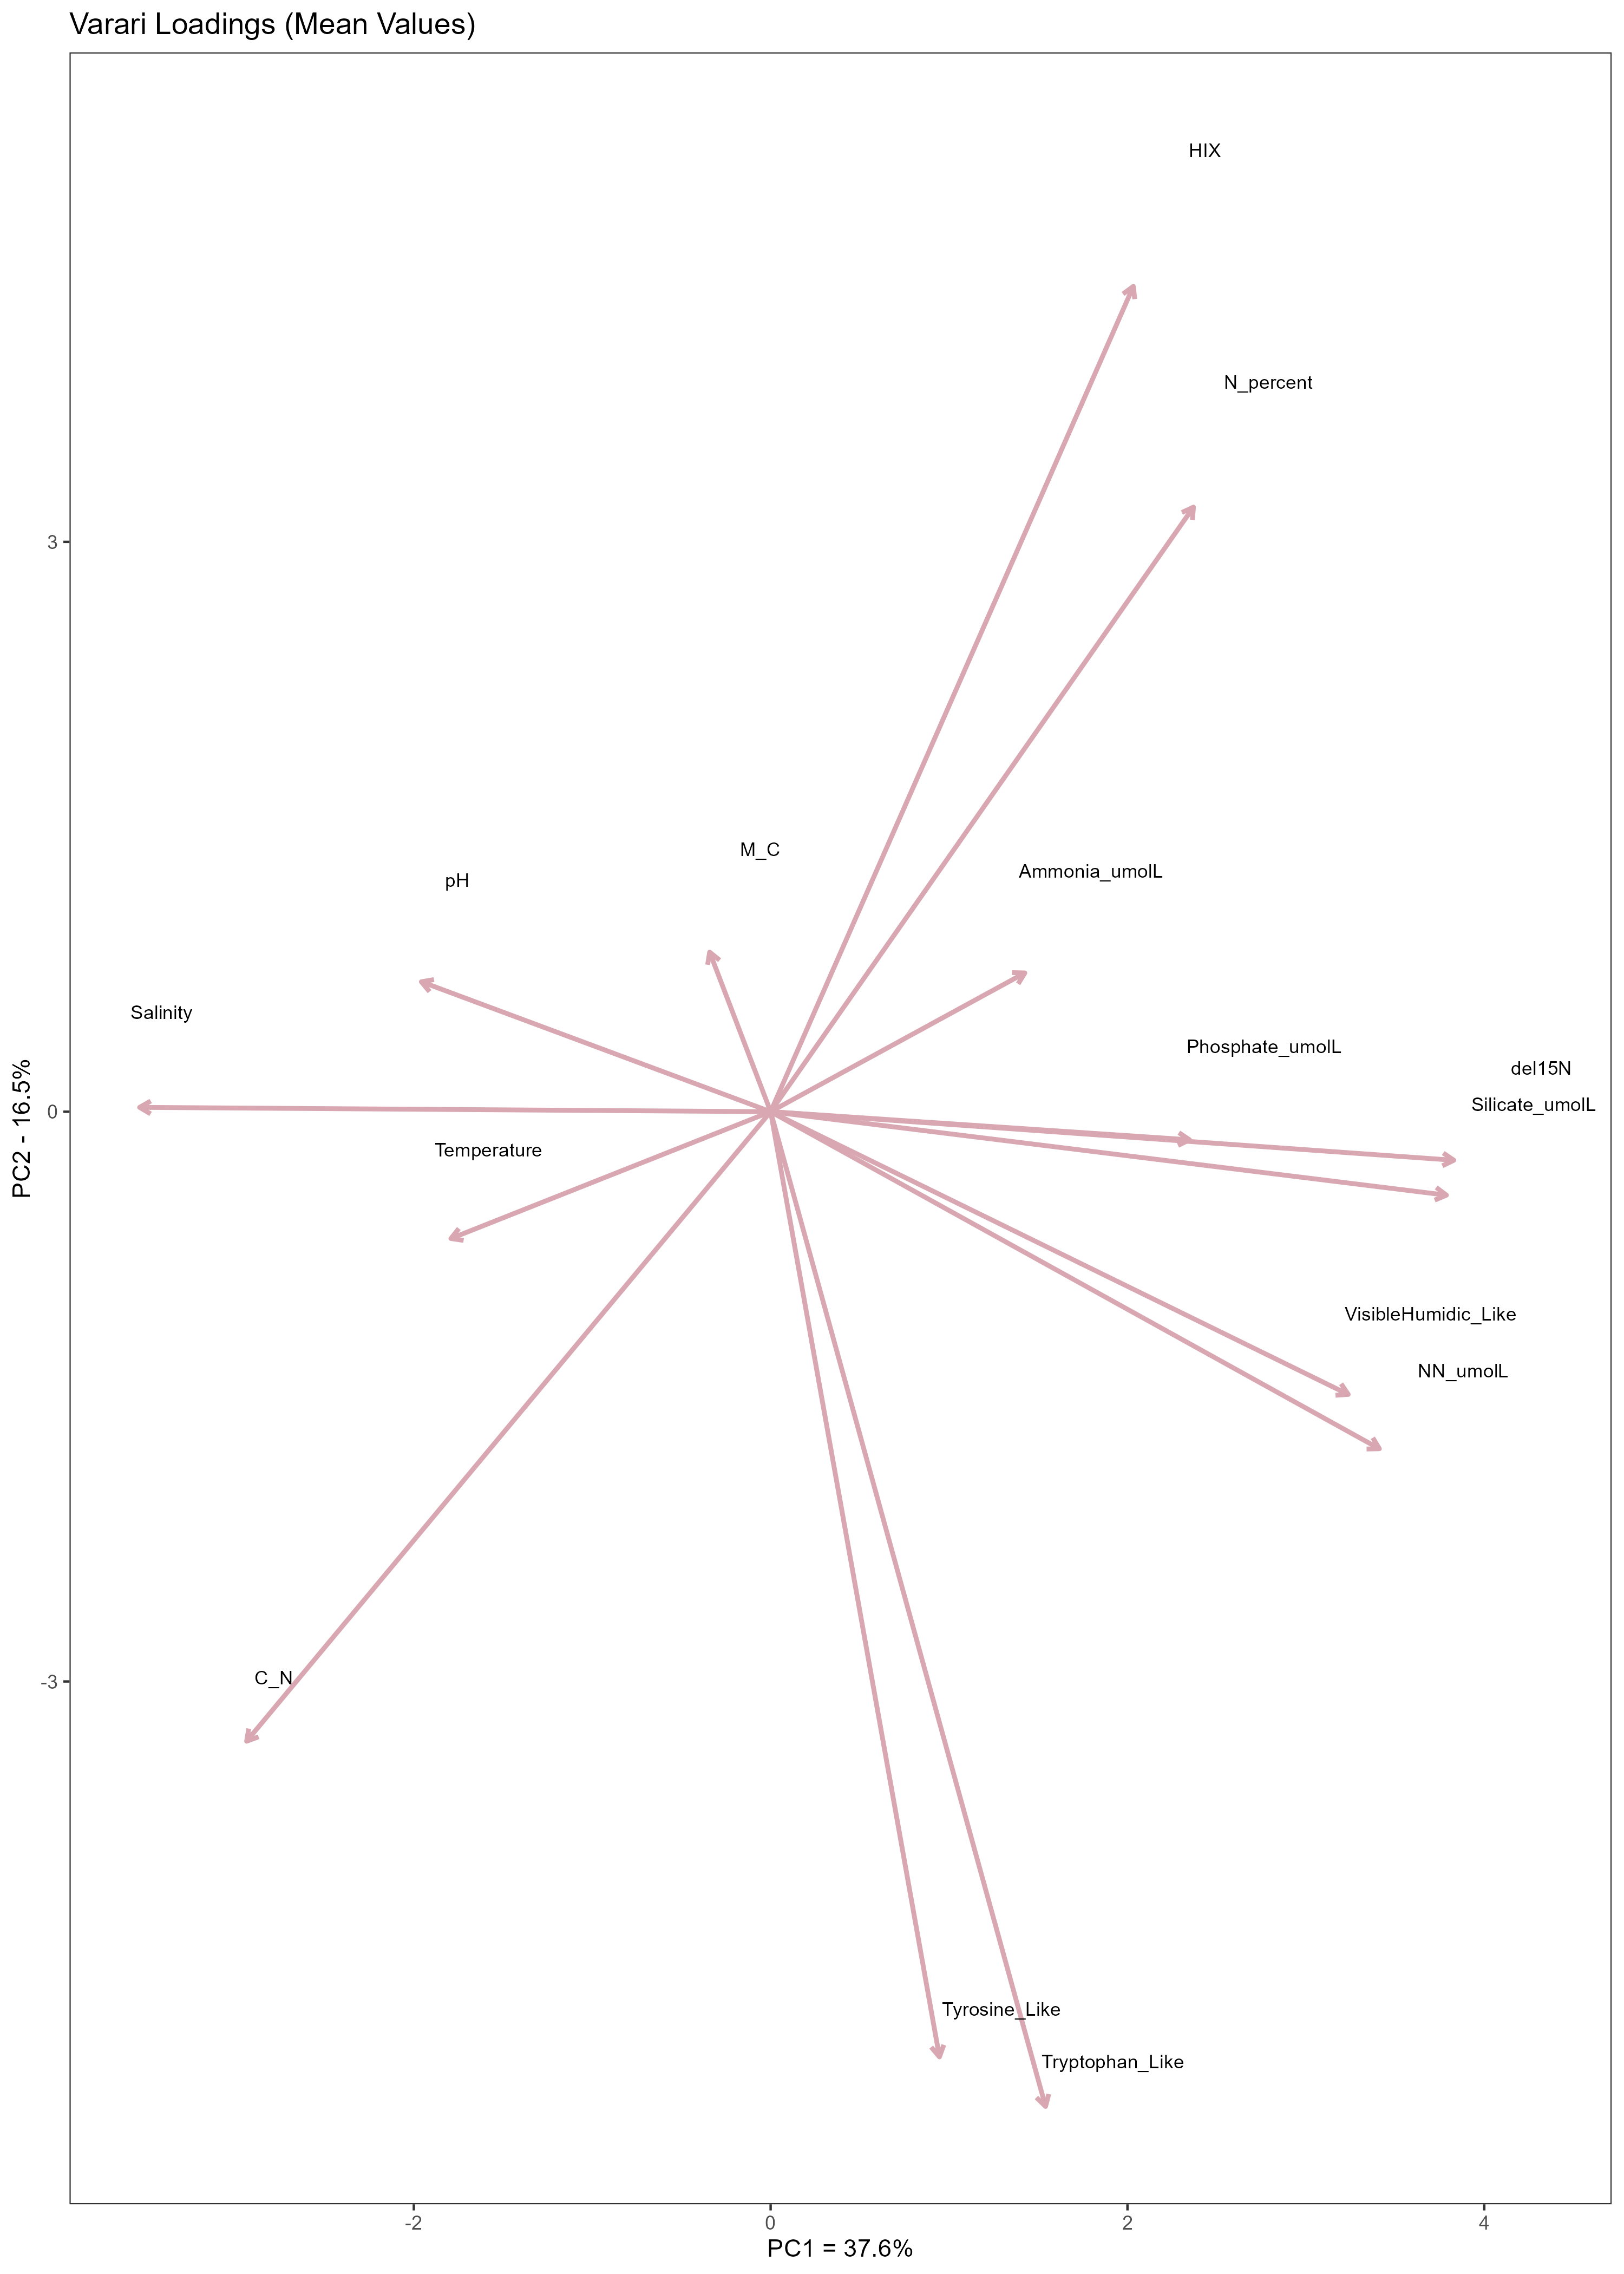 Varari Loadings (Mean Values)
HIX
N_percent
3
M_C
Ammonia_umolL
pH
Salinity
Phosphate_umolL
del15N
Silicate_umolL
0
Temperature
PC2 - 16.5%
VisibleHumidic_Like
NN_umolL
C_N
-3
Tyrosine_Like
Tryptophan_Like
-2
0
2
4
PC1 = 37.6%